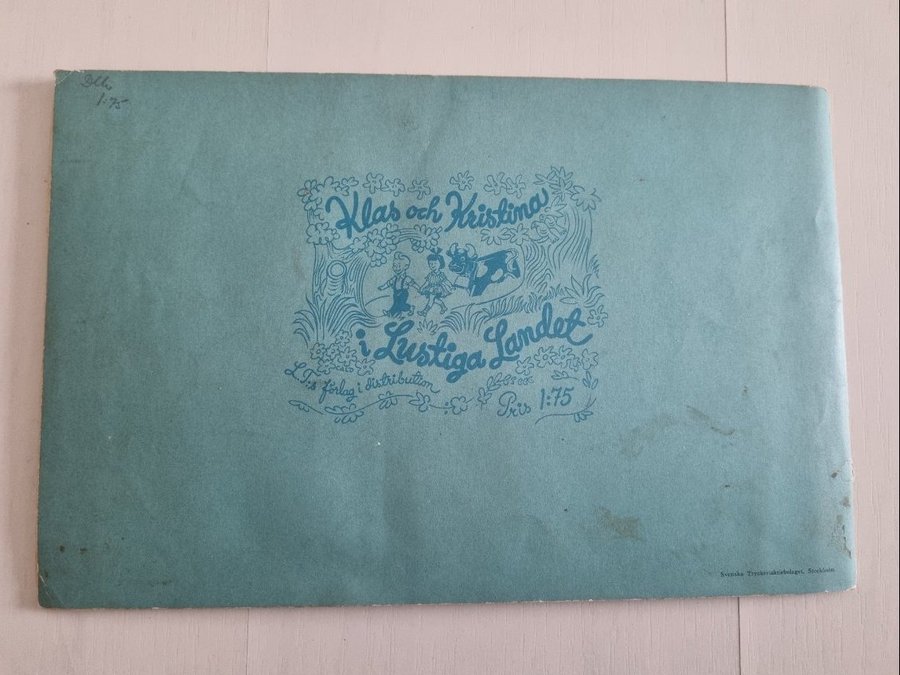 1:75
Klas och Kristina
i Lustiga Landet
L.T:s förlag i distribution
Pris 1:75
Svenska Tryckeriaktiebolaget, Stockholm